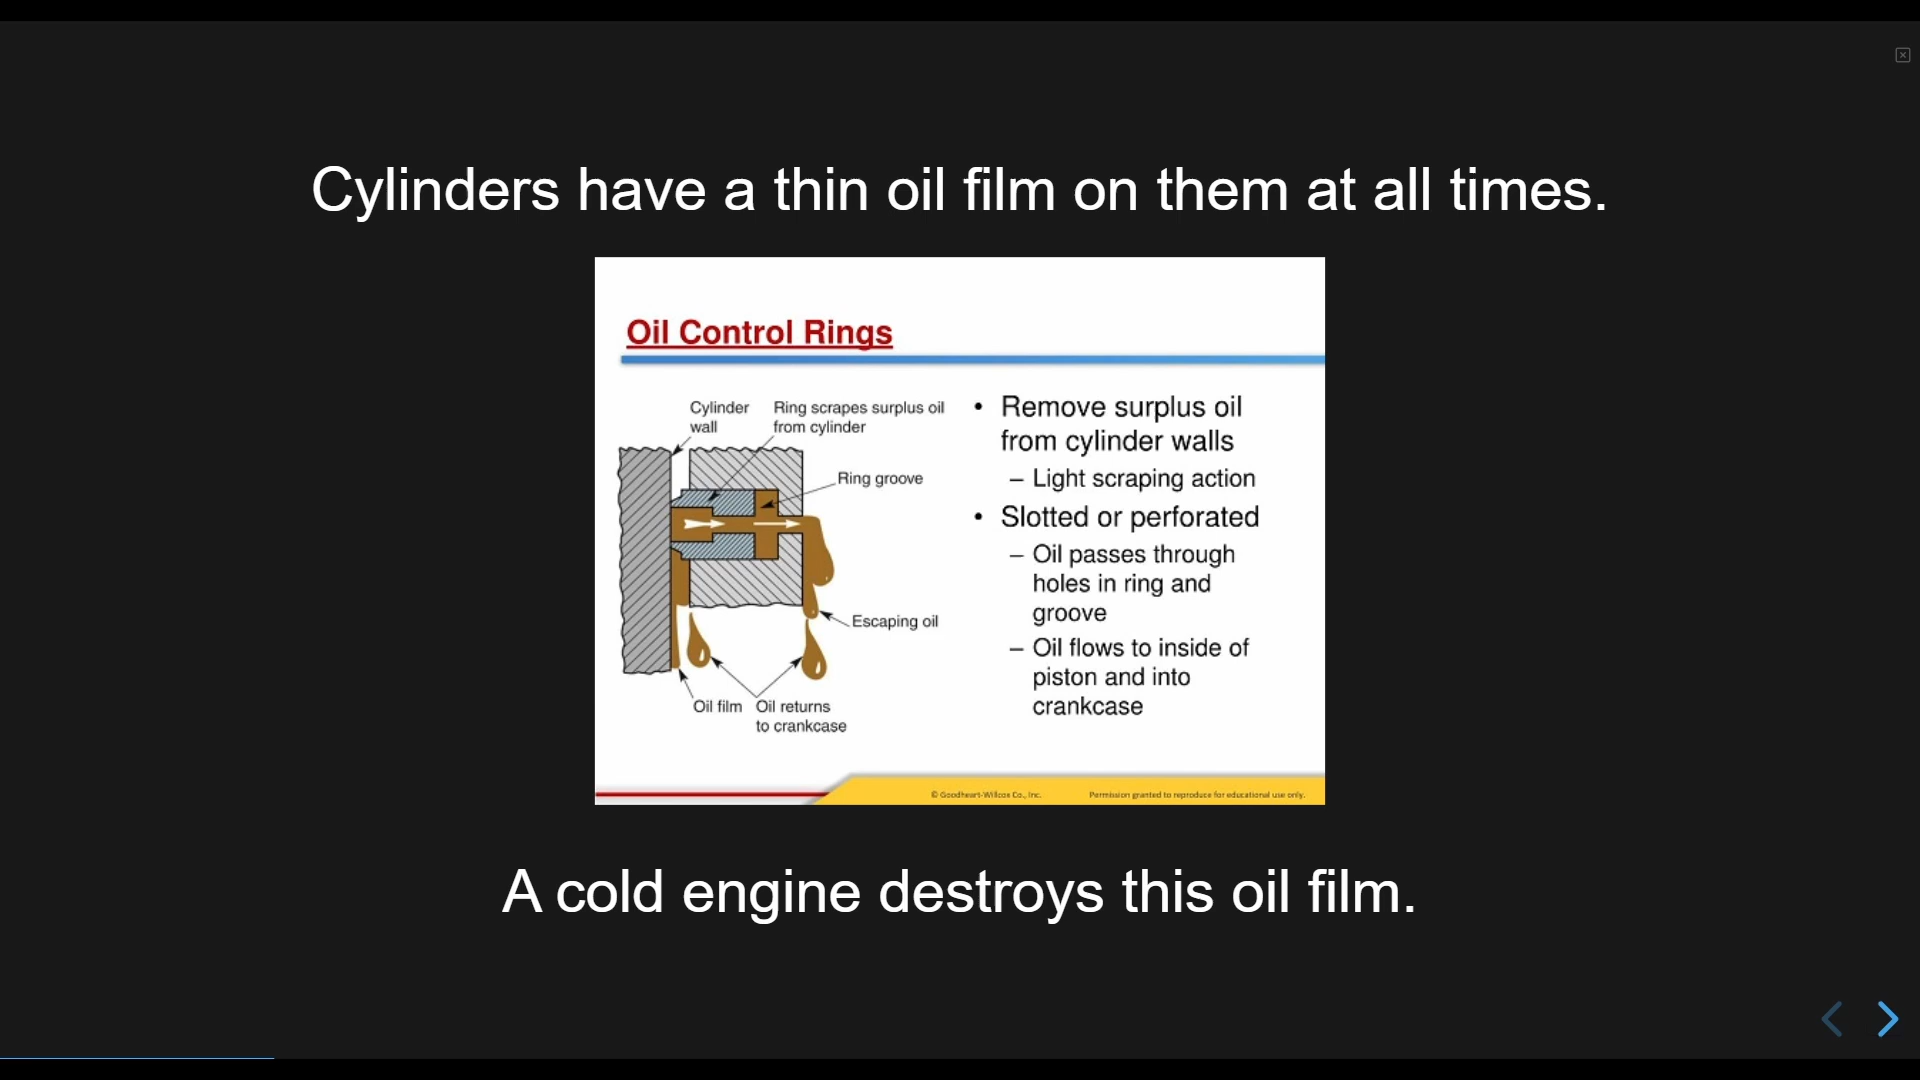 Cylinders have a thin oil film on them at all times.
Oil Control Rings
Cylinder
wall
Ring scrapes surplus oil
from cylinder
Ring groove
Escaping oil
Oil film
Oil returns
to crankcase
• Remove surplus oil
from cylinder walls
– Light scraping action
• Slotted or perforated
– Oil passes through
holes in ring and
groove
– Oil flows to inside of
piston and into
crankcase
© Goodheart-Willcox Co., Inc.
Permission granted to reproduce for educational use only.
A cold engine destroys this oil film.